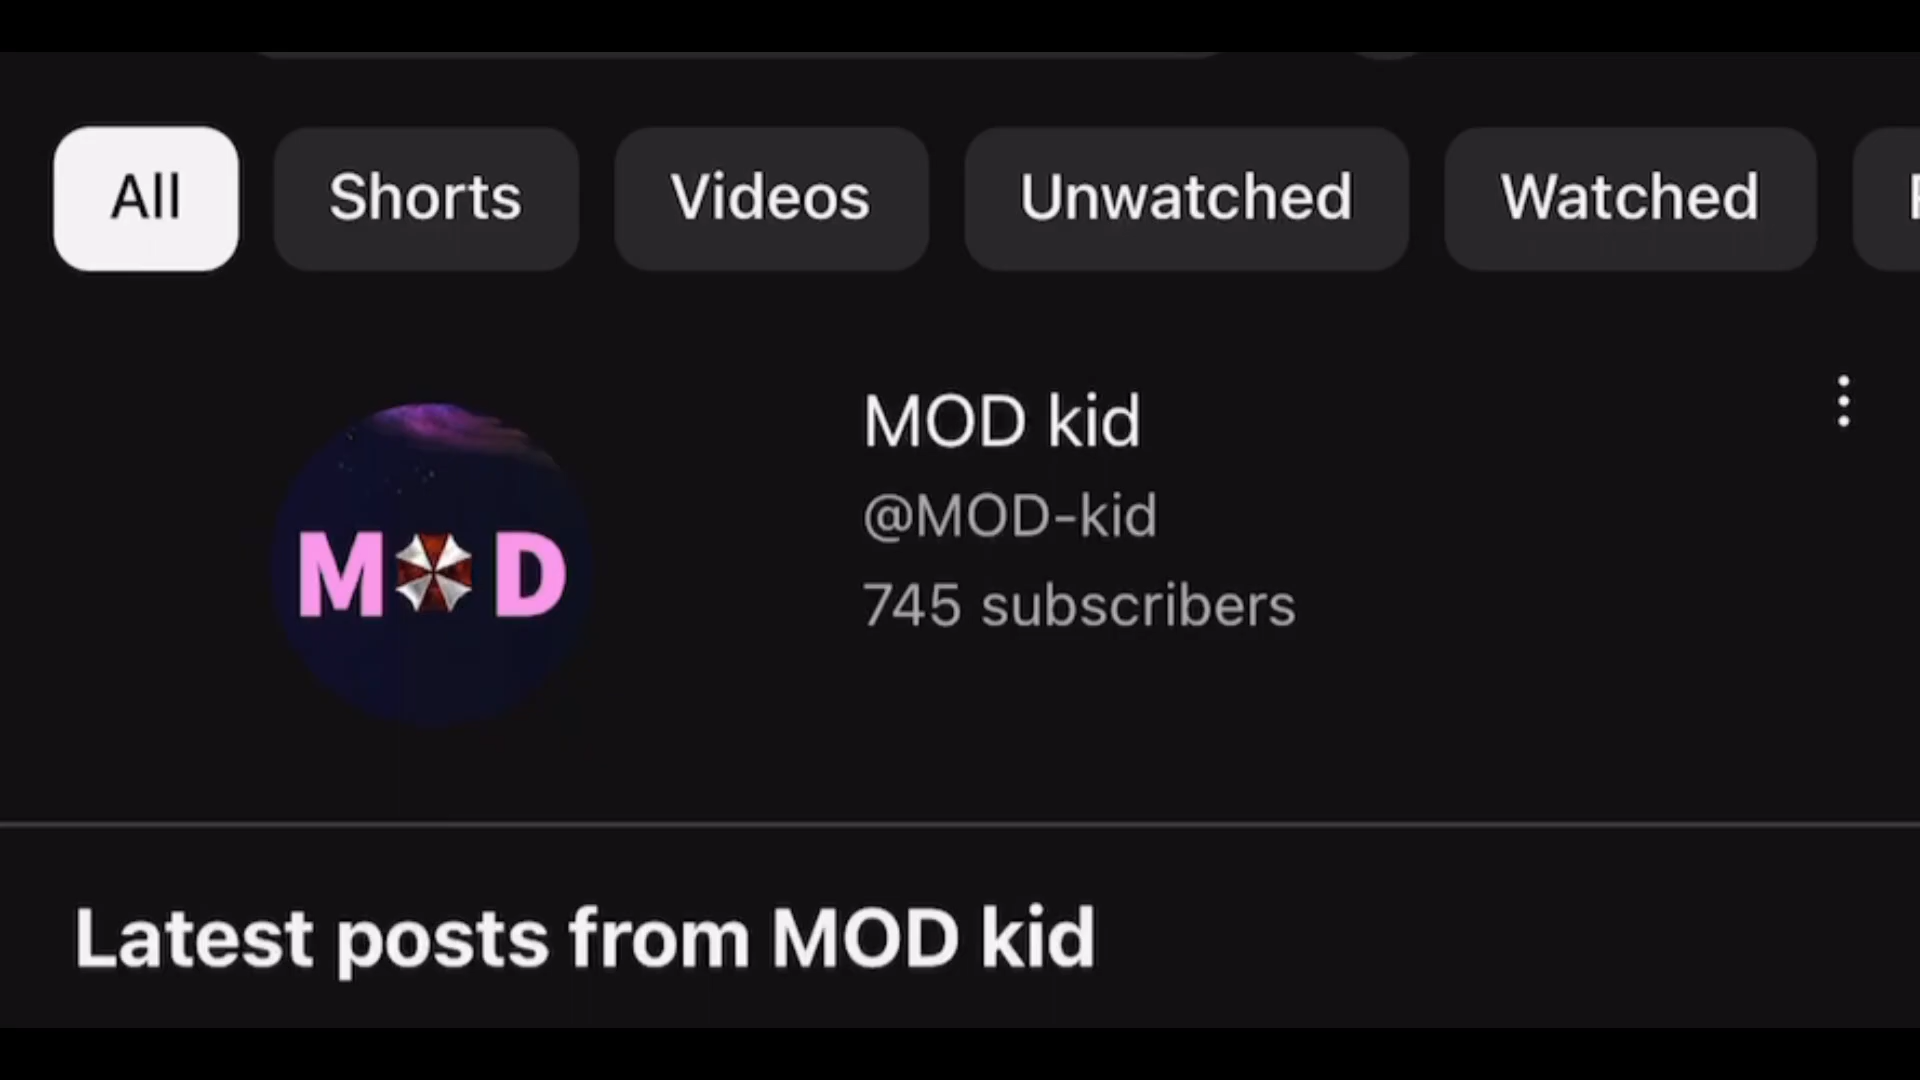 All Shorts Videos Unwatched Watched
MOD kid
M D
@MOD-kid
745 subscribers
Latest posts from MOD kid